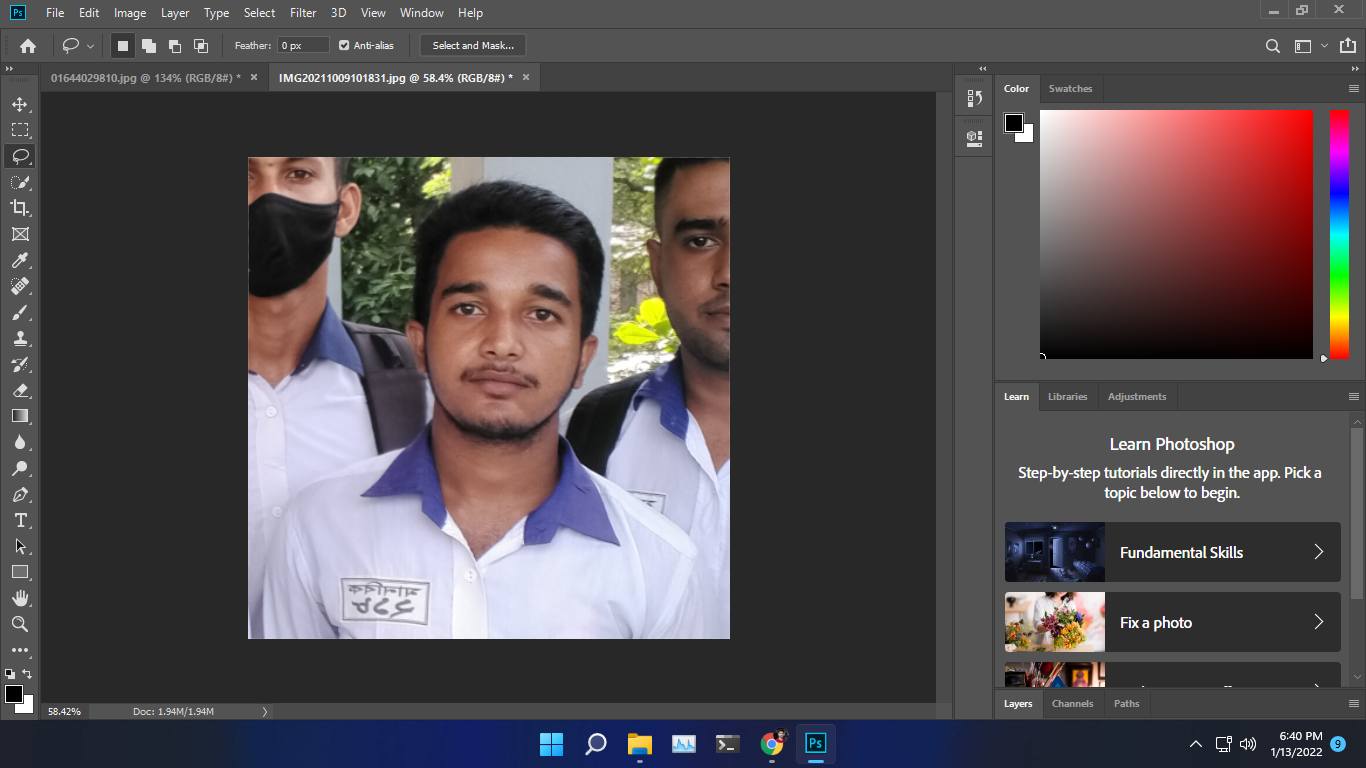 Ps File Edit Image Layer Type Select Filter 3D View Window Help
Feather: 0 px Anti-alias Select and Mask...
01644029810.jpg @ 134% (RGB/8#) * × IMG20211009101831.jpg @ 58.4% (RGB/8#) * ×
Color Swatches
মানবিক
Learn Libraries Adjustments
Learn Photoshop
Step-by-step tutorials directly in the app. Pick a
topic below to begin.
Fundamental Skills
Fix a photo
Layers Channels Paths
58.42% Doc: 1.94M/1.94M
Ps
6:40 PM
1/13/2022
9